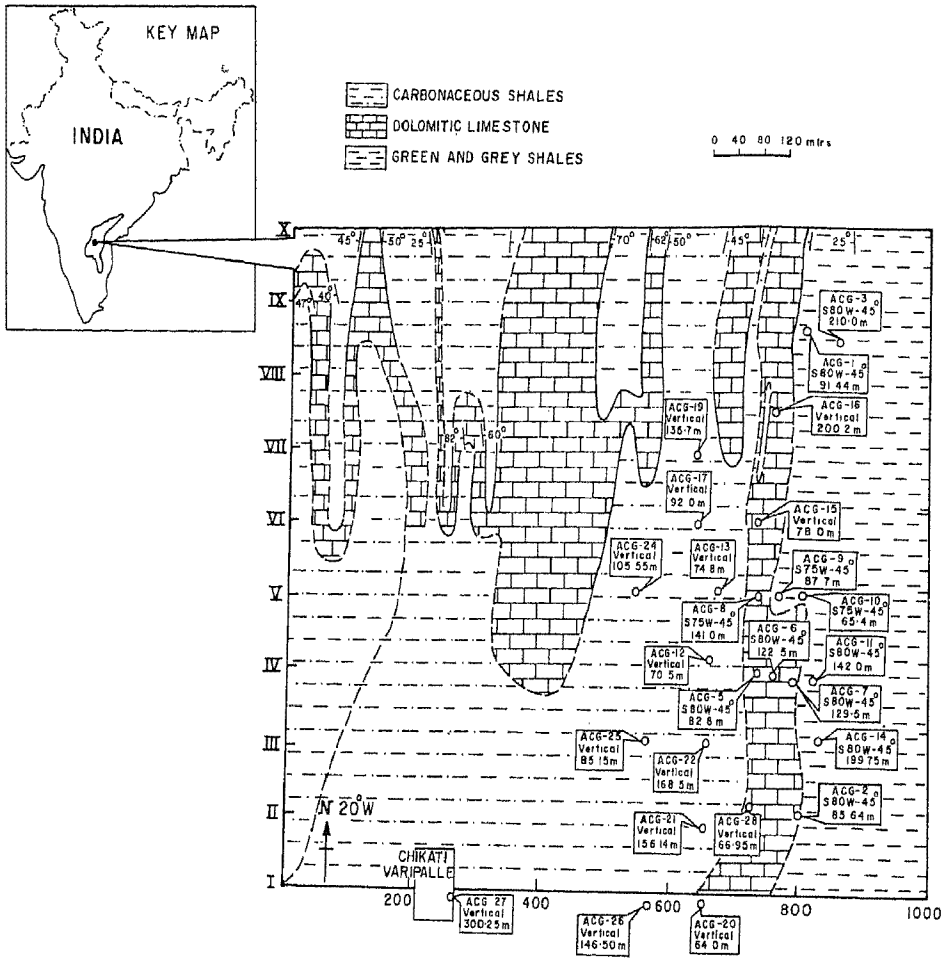 KEY MAP
INDIA
CARBONACEOUS SHALES
DOLOMITIC LIMESTONE
GREEN AND GREY SHALES
0 40 80 120 mtrs
X
45° 50° 25° 70° 62° 50° 45° 25°
IX
47° 46°
ACG-3
S80W-45°
210·0m
ACG-1
S80W-45°
91·44m
VIII
ACG-19
Vertical
136·7m
ACG-16
Vertical
200·2m
VII
82° 60°
ACG-17
Vertical
92·0m
VI
ACG-15
Vertical
78·0m
ACG-24
Vertical
105·55m
ACG-13
Vertical
74·8m
ACG-9
S75W-45°
87·7m
V
ACG-8
S75W-45°
141·0m
ACG-10
S75W-45°
65·4m
ACG-6
S80W-45°
122·5m
ACG-11
S80W-45°
142·0m
IV
ACG-12
Vertical
70·5m
ACG-5
S80W-45°
82·8m
ACG-7
S80W-45°
129·5m
III
ACG-25
Vertical
85·15m
ACG-22
Vertical
168·5m
ACG-14
S80W-45°
199·75m
II
N 20°W
ACG-21
Vertical
156·14m
ACG-28
Vertical
66·95m
ACG-2
S80W-45°
85·64m
I
CHIKATI
VARIPALLE
200 400 600 800 1000
ACG 27
Vertical
300·25m
ACG-26
Vertical
146·50m
ACG-20
Vertical
64·0m